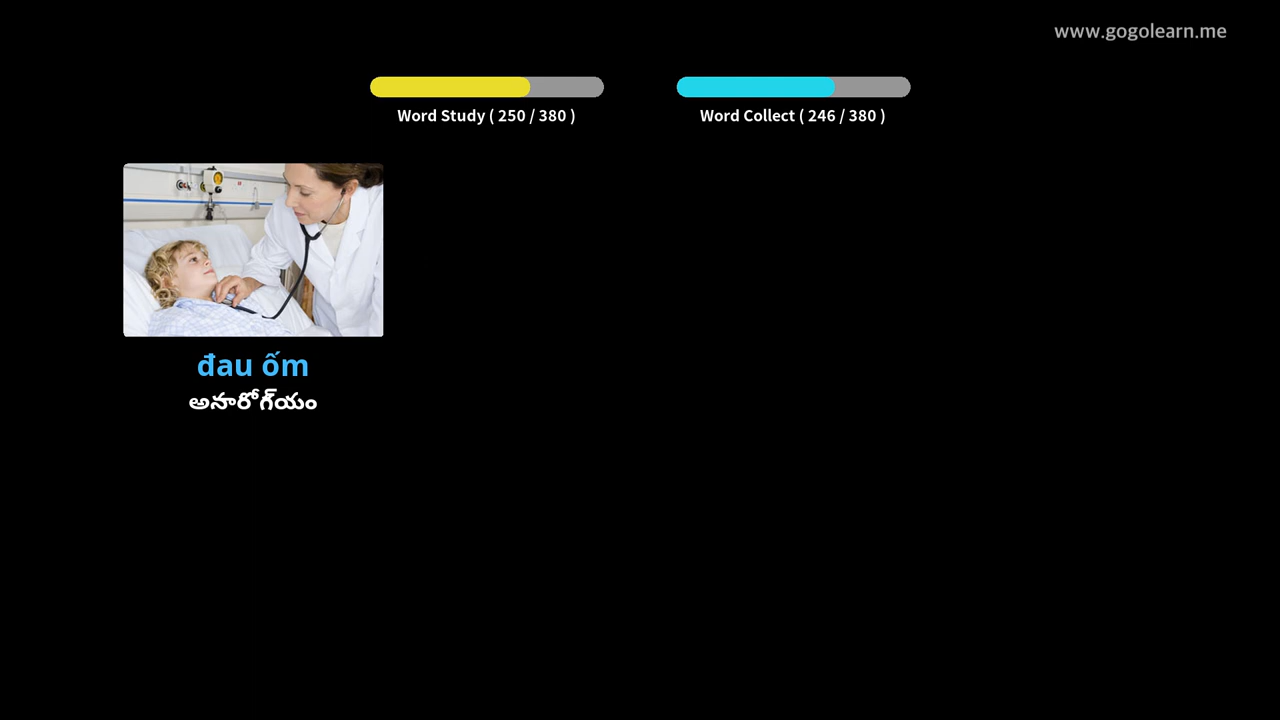 www.gogolearn.me
Word Study ( 250 / 380 )
Word Collect ( 246 / 380 )
đau ốm
అనారోగ్‌యం